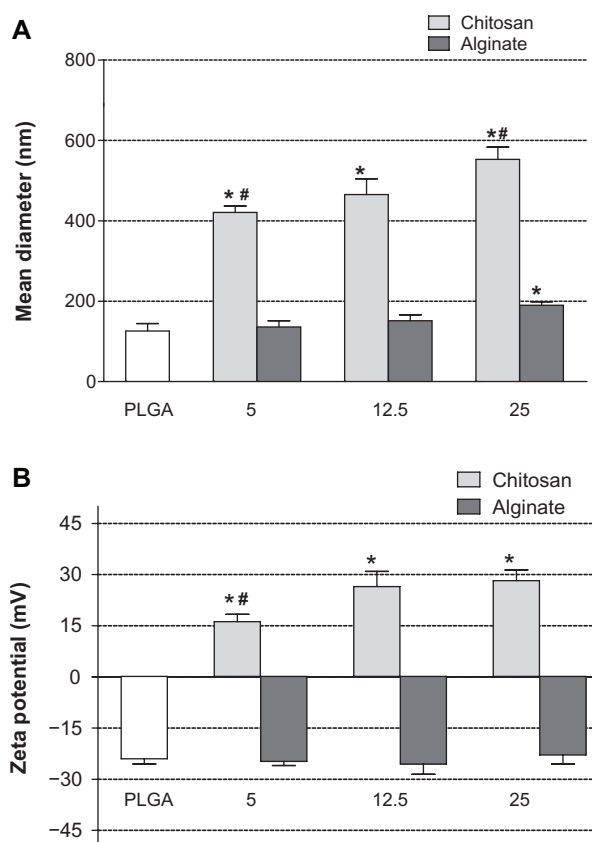 A
Chitosan
Alginate
800
600
400
200
0
Mean diameter (nm)
* #
*
*#
*
PLGA 5 12.5 25
B
Chitosan
Alginate
45
30
15
0
−15
−30
−45
Zeta potential (mV)
* #
*
*
PLGA 5 12.5 25